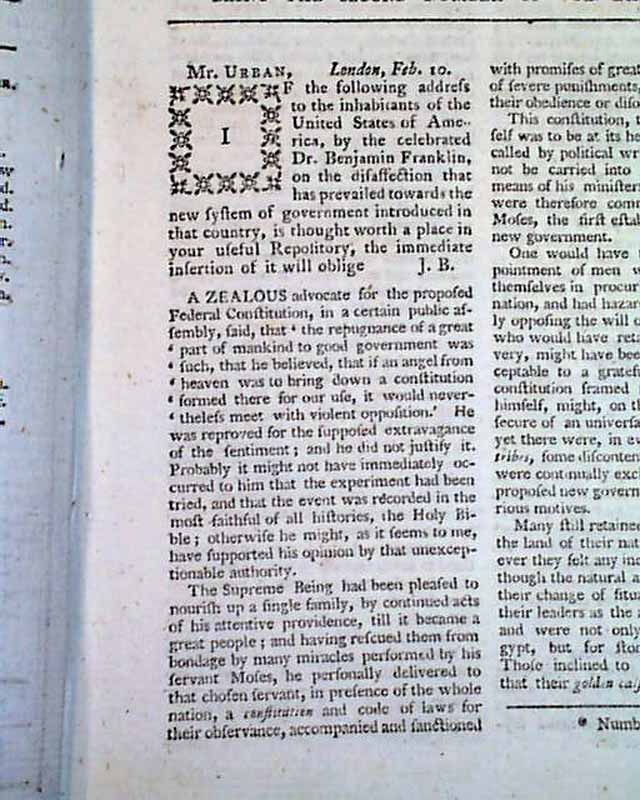 Mr. URBAN, London, Feb. 10.
IF the following addreſs
to the inhabitants of the
United States of Ame-
rica, by the celebrated
Dr. Benjamin Franklin,
on the diſaffection that
has prevailed towards the
new ſyſtem of government introduced in
that country, is thought worth a place in
your uſeful Repoſitory, the immediate
inſertion of it will oblige J. B.
A ZEALOUS advocate for the propoſed
Federal Conſtitution, in a certain public aſ-
ſembly, ſaid, that ‘ the repugnance of a great
‘ part of mankind to good government was
‘ ſuch, that he believed, that if an angel from
‘ heaven was to bring down a conſtitution
‘ formed there for our uſe, it would never-
‘ theleſs meet with violent oppoſition.’ He
was reproved for the ſuppoſed extravagance
of the ſentiment; and he did not juſtify it.
Probably it might not have immediately oc-
curred to him that the experiment had been
tried, and that the event was recorded in the
moſt faithful of all hiſtories, the Holy Bi-
ble; otherwiſe he might, as it ſeems to me,
have ſupported his opinion by that unexcep-
tionable authority.
The Supreme Being had been pleaſed to
nouriſh up a ſingle family, by continued acts
of his attentive providence, till it became a
great people; and having reſcued them from
bondage by many miracles performed by his
ſervant Moſes, he perſonally delivered to
that choſen ſervant, in preſence of the whole
nation, a conſtitution and code of laws for
their obſervance, accompanied and ſanctioned
with promiſes of great
of ſevere puniſhments,
their obedience or diſo
This conſtitution, t
ſelf was to be at its he
called by political wr
not be carried into
means of his miniſter
were therefore comm
Moſes, the firſt eſtab
new government.
One would have
pointment of men w
themſelves in procur
nation, and had hazar
ly oppoſing the will o
who would have reta
very, might have bee
ceptable to a gratefu
conſtitution framed
himſelf, might, on th
ſecure of an univerſa
yet there were, in ev
tribes, ſome diſconten
were continually exci
propoſed new govern
rious motives.
Many ſtill retained
the land of their nat
ever they felt any inc
though the natural a
their change of ſitua
their leaders as the a
and were not only
gypt, but for ſton
Thoſe inclined to
that their golden calf
* Numb